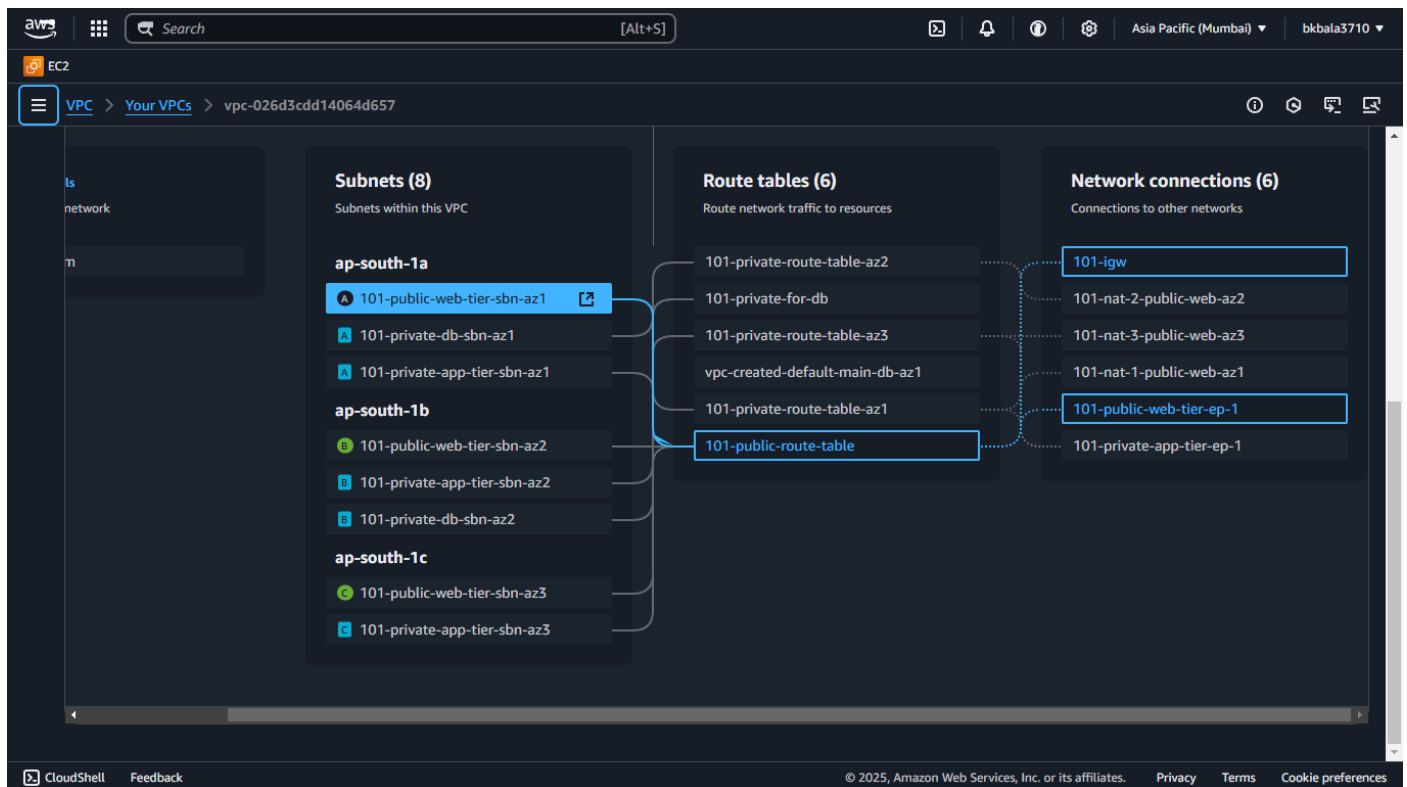 aws
Search
[Alt+S]
Asia Pacific (Mumbai)
bkbala3710
EC2
VPC > Your VPCs > vpc-026d3cdd14064d657
ls
network
m
Subnets (8)
Subnets within this VPC
ap-south-1a
A 101-public-web-tier-sbn-az1
A 101-private-db-sbn-az1
A 101-private-app-tier-sbn-az1
ap-south-1b
B 101-public-web-tier-sbn-az2
B 101-private-app-tier-sbn-az2
B 101-private-db-sbn-az2
ap-south-1c
C 101-public-web-tier-sbn-az3
C 101-private-app-tier-sbn-az3
Route tables (6)
Route network traffic to resources
101-private-route-table-az2
101-private-for-db
101-private-route-table-az3
vpc-created-default-main-db-az1
101-private-route-table-az1
101-public-route-table
Network connections (6)
Connections to other networks
101-igw
101-nat-2-public-web-az2
101-nat-3-public-web-az3
101-nat-1-public-web-az1
101-public-web-tier-ep-1
101-private-app-tier-ep-1
CloudShell
Feedback
© 2025, Amazon Web Services, Inc. or its affiliates.
Privacy
Terms
Cookie preferences